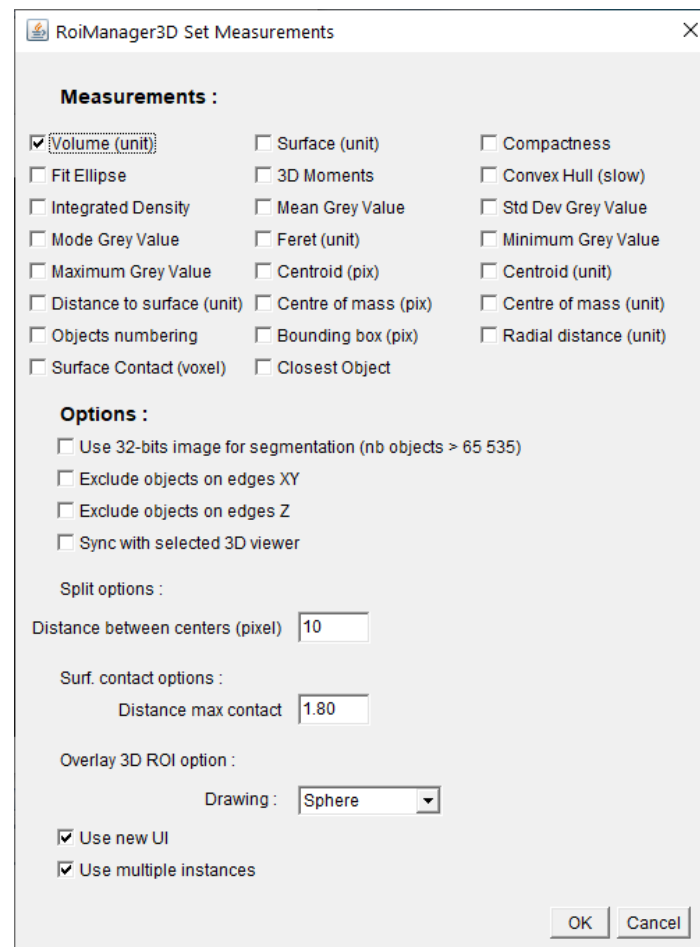 RoiManager3D Set Measurements
Measurements :
Volume (unit) Surface (unit) Compactness
Fit Ellipse 3D Moments Convex Hull (slow)
Integrated Density Mean Grey Value Std Dev Grey Value
Mode Grey Value Feret (unit) Minimum Grey Value
Maximum Grey Value Centroid (pix) Centroid (unit)
Distance to surface (unit) Centre of mass (pix) Centre of mass (unit)
Objects numbering Bounding box (pix) Radial distance (unit)
Surface Contact (voxel) Closest Object
Options :
Use 32-bits image for segmentation (nb objects > 65 535)
Exclude objects on edges XY
Exclude objects on edges Z
Sync with selected 3D viewer
Split options :
Distance between centers (pixel) 10
Surf. contact options :
Distance max contact 1.80
Overlay 3D ROI option :
Drawing : Sphere
Use new UI
Use multiple instances
OK Cancel